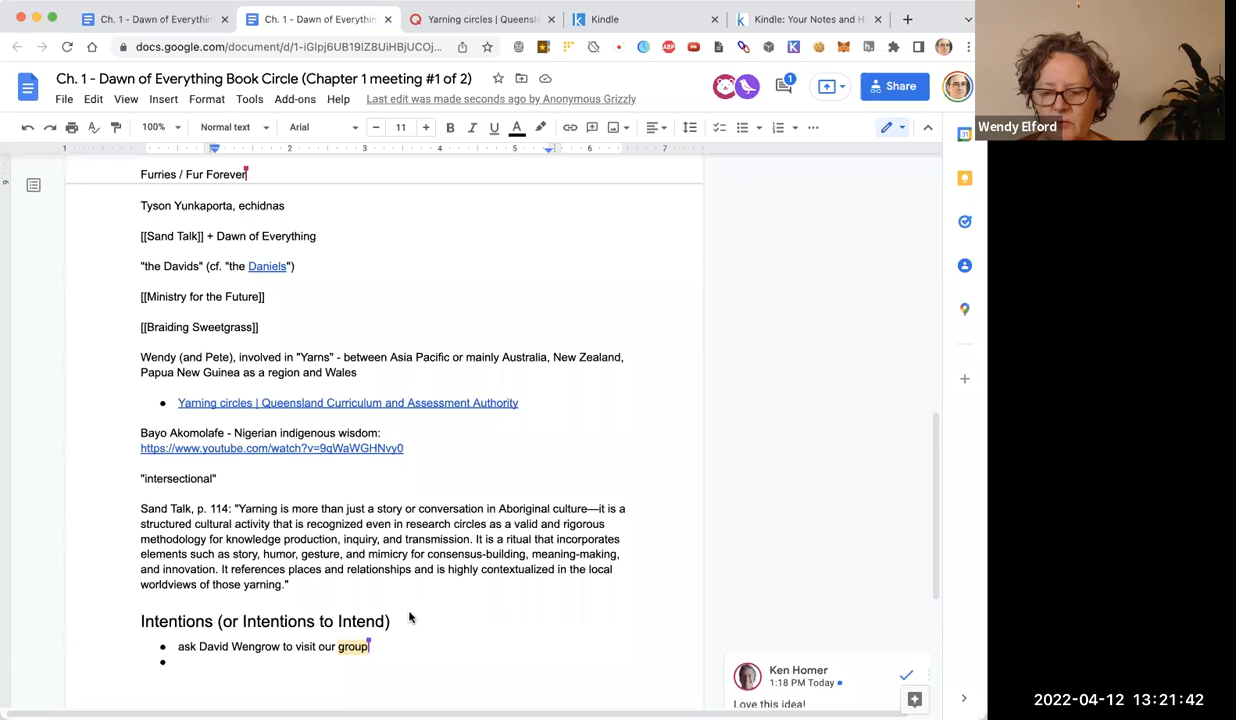 Ch. 1 - Dawn of Everythin
Ch. 1 - Dawn of Everythin
Yarning circles | Queensl
Kindle
Kindle: Your Notes and H
docs.google.com/document/d/1-iGlpj6UB19IZ8UiHBjUCOj...
Ch. 1 - Dawn of Everything Book Circle (Chapter 1 meeting #1 of 2)
File Edit View Insert Format Tools Add-ons Help Last edit was made seconds ago by Anonymous Grizzly
1
Share
Wendy Elford
100% Normal text Arial 11
1 1 2 3 4 5 6 7
Furries / Fur Forever
Tyson Yunkaporta, echidnas
[[Sand Talk]] + Dawn of Everything
"the Davids" (cf. "the Daniels")
[[Ministry for the Future]]
[[Braiding Sweetgrass]]
Wendy (and Pete), involved in "Yarns" - between Asia Pacific or mainly Australia, New Zealand,
Papua New Guinea as a region and Wales
Yarning circles | Queensland Curriculum and Assessment Authority
Bayo Akomolafe - Nigerian indigenous wisdom:
https://www.youtube.com/watch?v=9qWaWGHNvy0
"intersectional"
Sand Talk, p. 114: "Yarning is more than just a story or conversation in Aboriginal culture—it is a
structured cultural activity that is recognized even in research circles as a valid and rigorous
methodology for knowledge production, inquiry, and transmission. It is a ritual that incorporates
elements such as story, humor, gesture, and mimicry for consensus-building, meaning-making,
and innovation. It references places and relationships and is highly contextualized in the local
worldviews of those yarning."
Intentions (or Intentions to Intend)
ask David Wengrow to visit our group
Ken Homer
1:18 PM Today
Love this idea!
2022-04-12 13:21:42